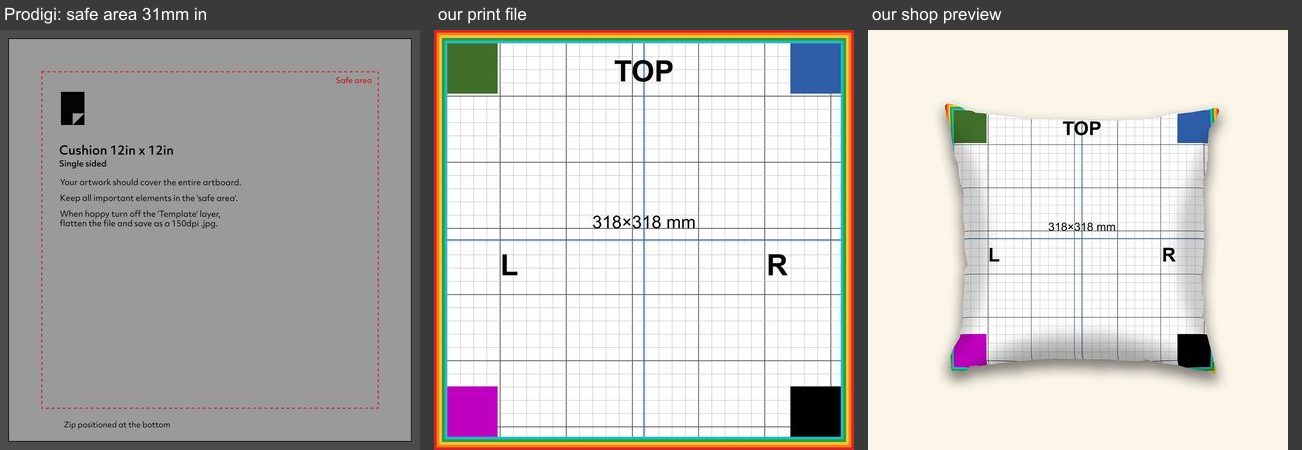 Prodigi: safe area 31mm in
Safe area
Cushion 12in x 12in
Single sided
Your artwork should cover the entire artboard.
Keep all important elements in the 'safe area'.
When happy turn off the 'Template' layer,
flatten the file and save as a 150dpi .jpg.
Zip positioned at the bottom
our print file
TOP
318×318 mm
L
R
our shop preview
TOP
318×318 mm
L
R